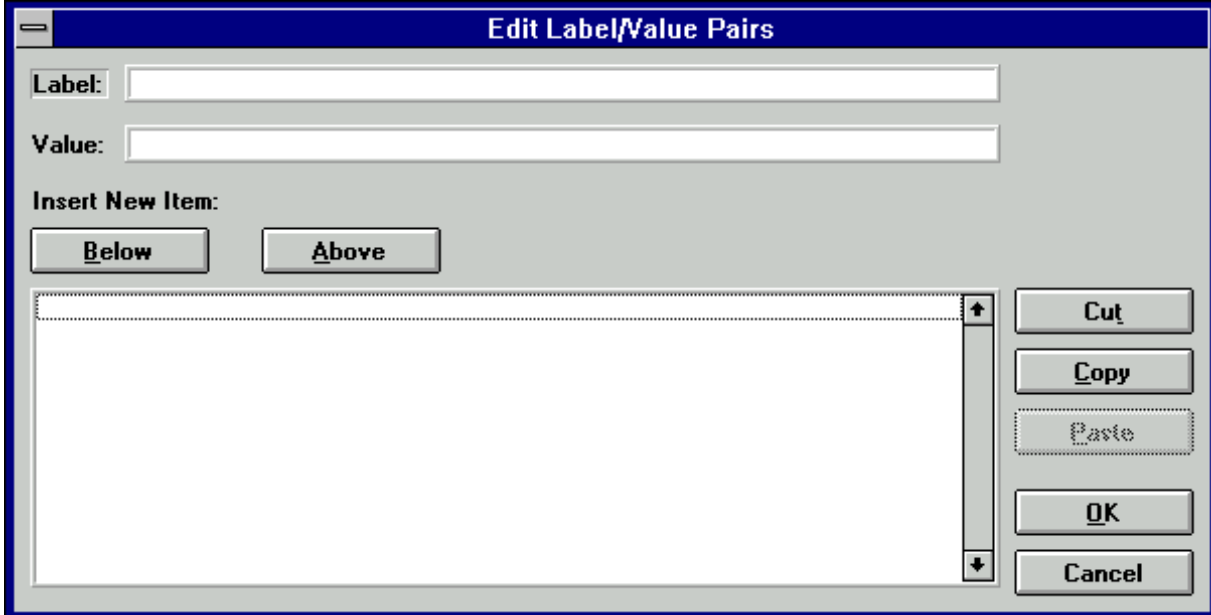 Edit Label/Value Pairs
Label:
Value:
Insert New Item:
Below Above
Cut
Copy
Paste
OK
Cancel